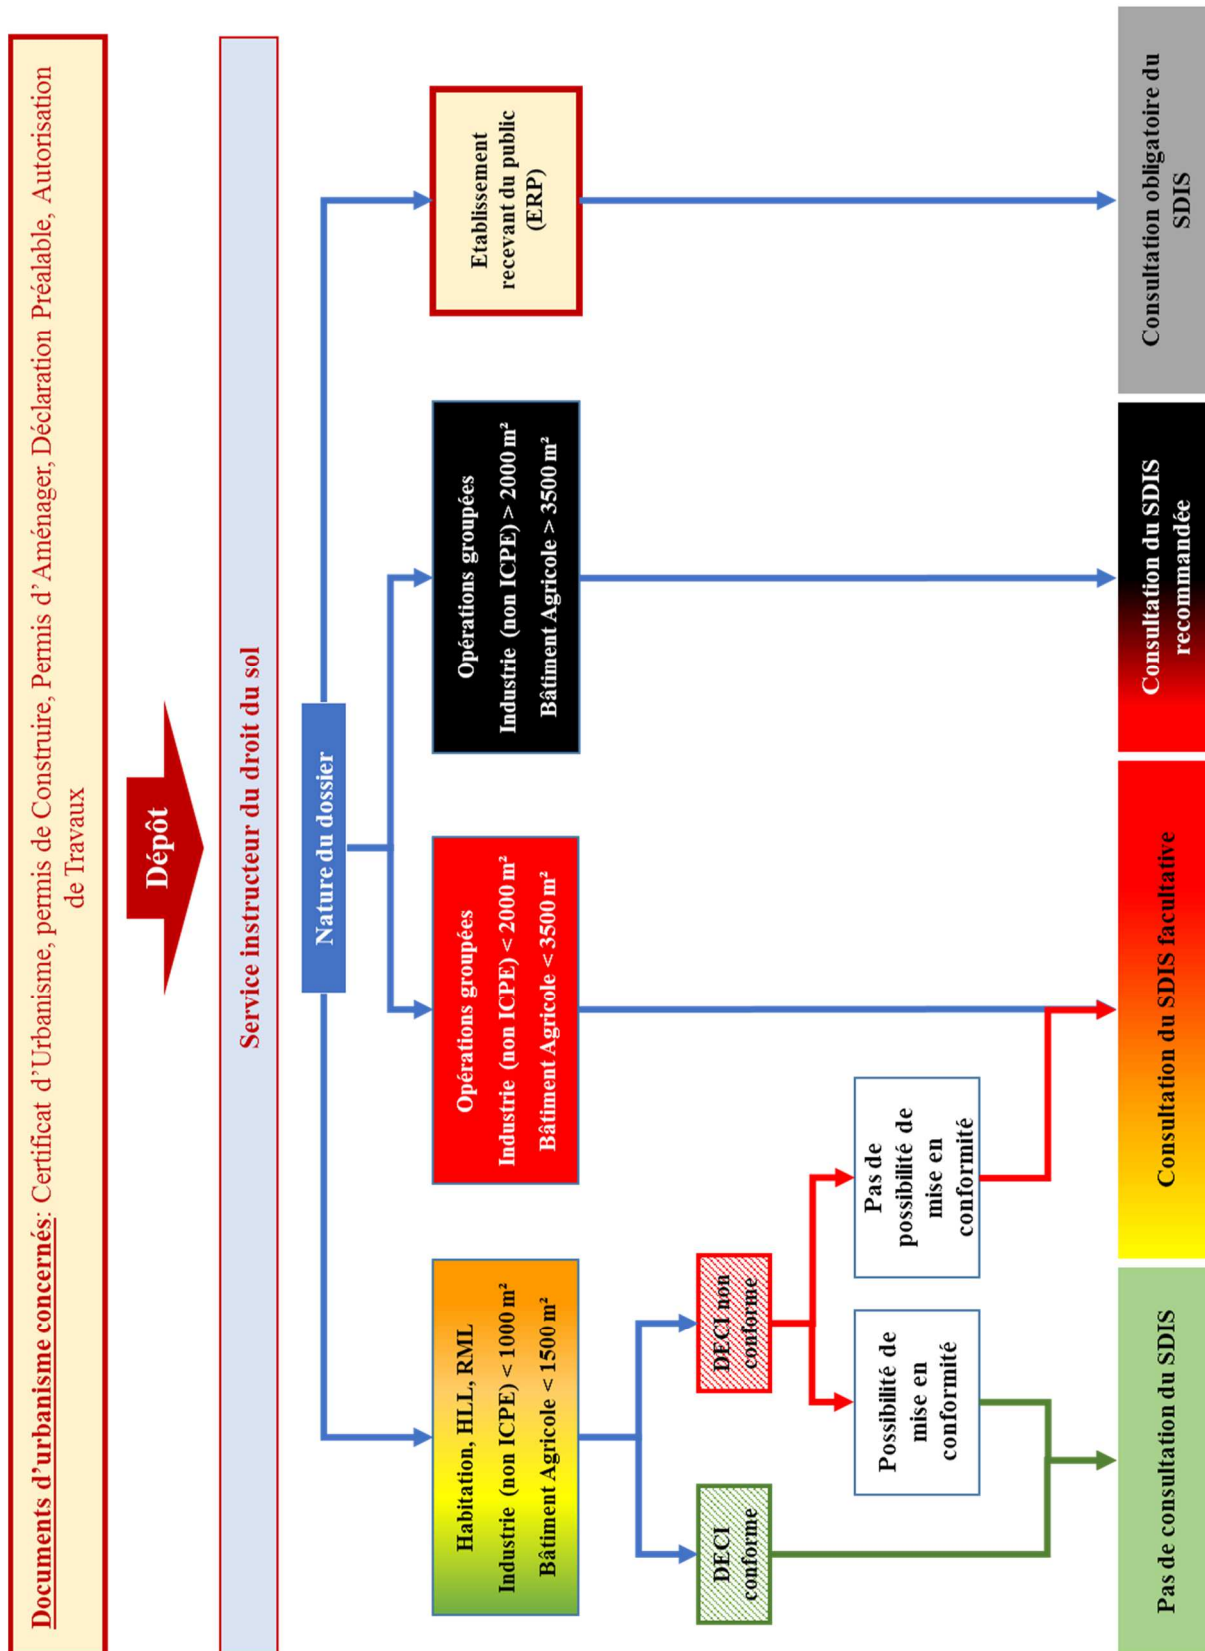 Documents d'urbanisme concernés: Certificat d'Urbanisme, permis de Construire, Permis d'Aménager, Déclaration Préalable, Autorisation
de Travaux
Dépôt
Service instructeur du droit du sol
Nature du dossier
Habitation, HLL, RML
Industrie (non ICPE) < 1000 m²
Bâtiment Agricole < 1500 m²
Opérations groupées
Industrie (non ICPE) < 2000 m²
Bâtiment Agricole < 3500 m²
Opérations groupées
Industrie (non ICPE) > 2000 m²
Bâtiment Agricole > 3500 m²
Etablissement
recevant du public
(ERP)
DECI
conforme
DECI non
conforme
Possibilité de
mise en
conformité
Pas de
possibilité de
mise en
conformité
Pas de consultation du SDIS
Consultation du SDIS facultative
Consultation du SDIS
recommandée
Consultation obligatoire du
SDIS